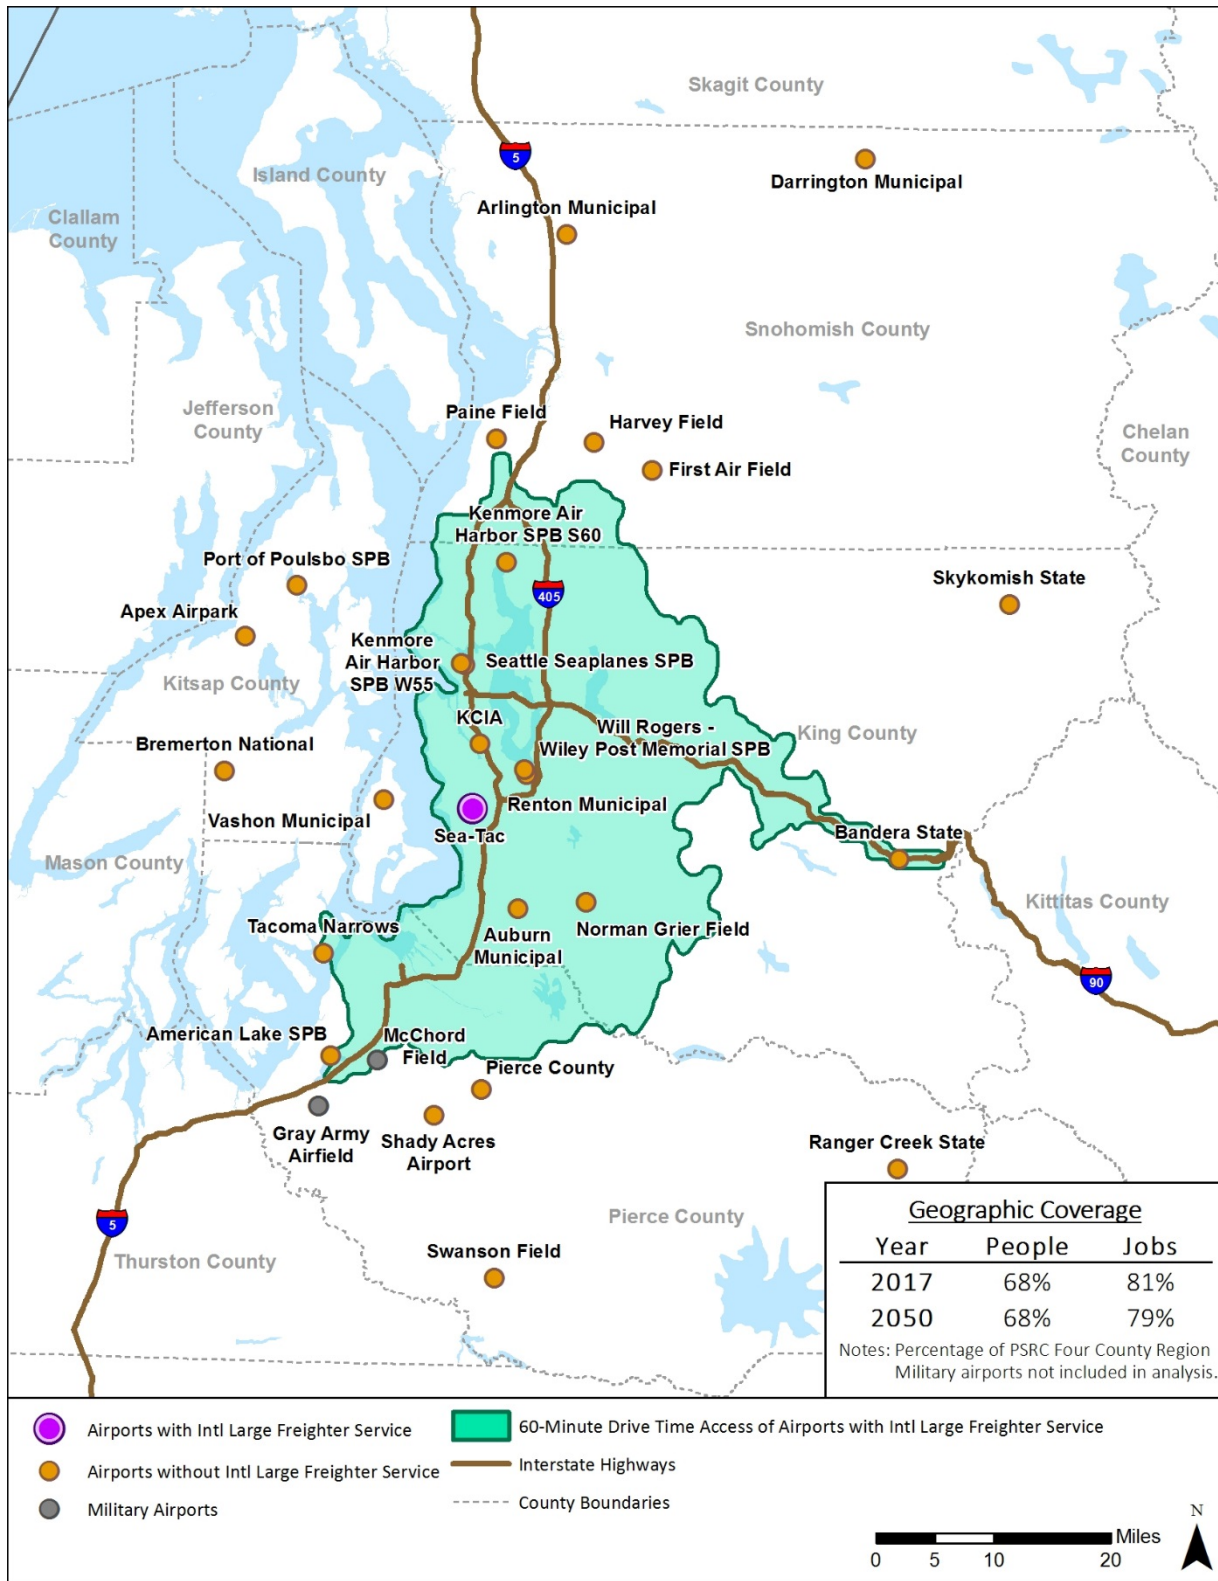 Skagit County
5
Island County
Darrington Municipal
Arlington Municipal
Clallam
County
Snohomish County
Jefferson
County
Paine Field
Harvey Field
Chelan
County
First Air Field
Kenmore Air
Harbor SPB S60
Port of Poulsbo SPB
Skykomish State
405
Apex Airpark
Kenmore
Air Harbor
SPB W55
Seattle Seaplanes SPB
Kitsap County
KCIA
Will Rogers -
Wiley Post Memorial SPB
King County
Bremerton National
Renton Municipal
Vashon Municipal
Sea-Tac
Bandera State
Mason County
Kittitas County
Tacoma Narrows
Auburn
Municipal
Norman Grier Field
90
American Lake SPB
McChord
Field
Pierce County
Gray Army
Airfield
Shady Acres
Airport
Ranger Creek State
5
Pierce County
Thurston County
Swanson Field
Geographic Coverage
Year People Jobs
2017 68% 81%
2050 68% 79%
Notes: Percentage of PSRC Four County Region
Military airports not included in analysis.
Airports with Intl Large Freighter Service
60-Minute Drive Time Access of Airports with Intl Large Freighter Service
Airports without Intl Large Freighter Service
Interstate Highways
Military Airports
County Boundaries
N
Miles
0 5 10 20